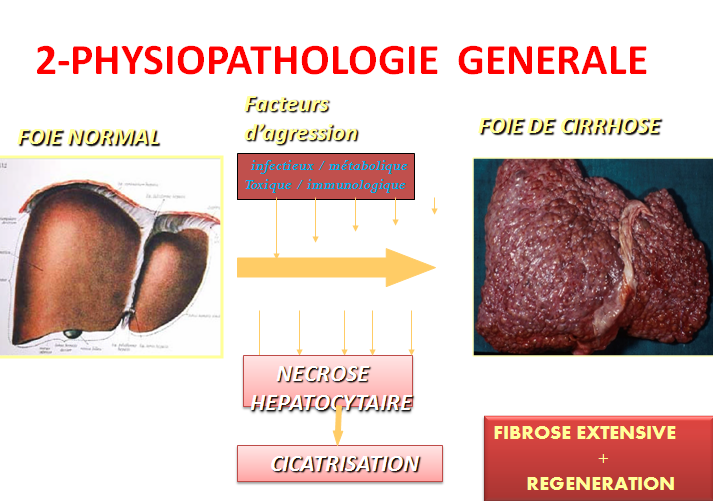 2-PHYSIOPATHOLOGIE GENERALE
FOIE NORMAL
Facteurs
d’agression
infectieux / métabolique
Toxique / immunologique
FOIE DE CIRRHOSE
NECROSE
HEPATOCYTAIRE
CICATRISATION
FIBROSE EXTENSIVE
+
REGENERATION